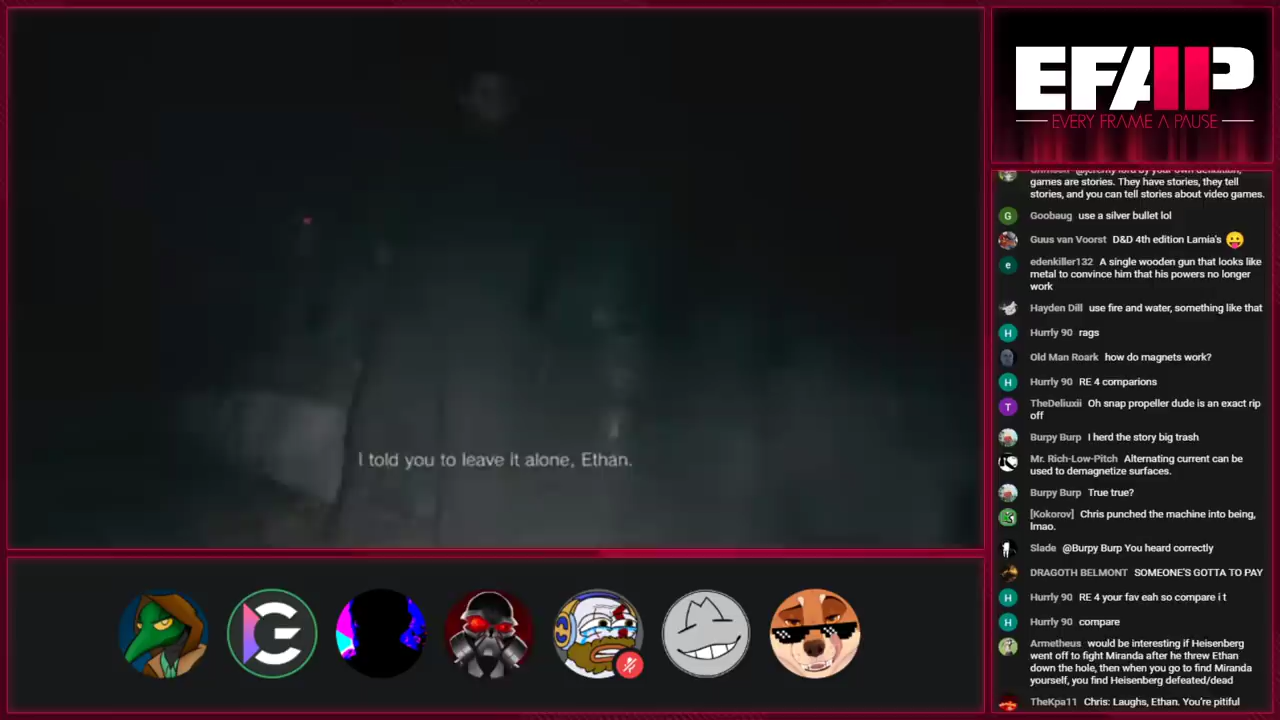 I told you to leave it alone, Ethan.
EFAP
EVERY FRAME A PAUSE
games are stories. They have stories, they tell
stories, and you can tell stories about video games.
G Goobaug use a silver bullet lol
Guus van Voorst D&D 4th edition Lamia's 😛
e edenkiller132 A single wooden gun that looks like
metal to convince him that his powers no longer
work
Hayden Dill use fire and water, something like that
H Hurrly 90 rags
Old Man Roark how do magnets work?
H Hurrly 90 RE 4 comparions
T TheDeliuxii Oh snap propeller dude is an exact rip
off
Burpy Burp I herd the story big trash
Mr. Rich-Low-Pitch Alternating current can be
used to demagnetize surfaces.
Burpy Burp True true?
[Kokorov] Chris punched the machine into being,
lmao.
Slade @Burpy Burp You heard correctly
DRAGOTH BELMONT SOMEONE'S GOTTA PAY
H Hurrly 90 RE 4 your fav eah so compare i t
H Hurrly 90 compare
Armetheus would be interesting if Heisenberg
went off to fight Miranda after he threw Ethan
down the hole, then when you go to find Miranda
yourself, you find Heisenberg defeated/dead
TheKpa11 Chris: Laughs, Ethan. You're pitiful